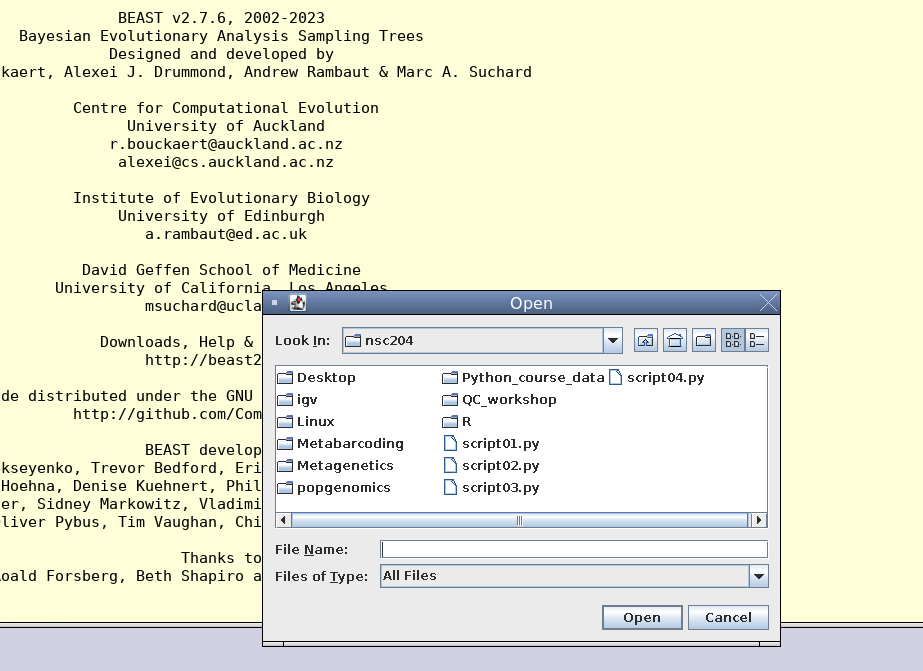 BEAST v2.7.6, 2002-2023
Bayesian Evolutionary Analysis Sampling Trees
Designed and developed by
kaert, Alexei J. Drummond, Andrew Rambaut & Marc A. Suchard
Centre for Computational Evolution
University of Auckland
r.bouckaert@auckland.ac.nz
alexei@cs.auckland.ac.nz
Institute of Evolutionary Biology
University of Edinburgh
a.rambaut@ed.ac.uk
David Geffen School of Medicine
University of California, Los Angeles
msuchard@ucla
Downloads, Help &
http://beast2
de distributed under the GNU
http://github.com/Com
BEAST develop
kseyenko, Trevor Bedford, Eri
Hoehna, Denise Kuehnert, Phil
er, Sidney Markowitz, Vladimi
liver Pybus, Tim Vaughan, Chi
Thanks to
oald Forsberg, Beth Shapiro a
Open
Look In: nsc204
Desktop Python_course_data script04.py
igv QC_workshop
Linux R
Metabarcoding script01.py
Metagenetics script02.py
popgenomics script03.py
File Name:
Files of Type: All Files
Open Cancel